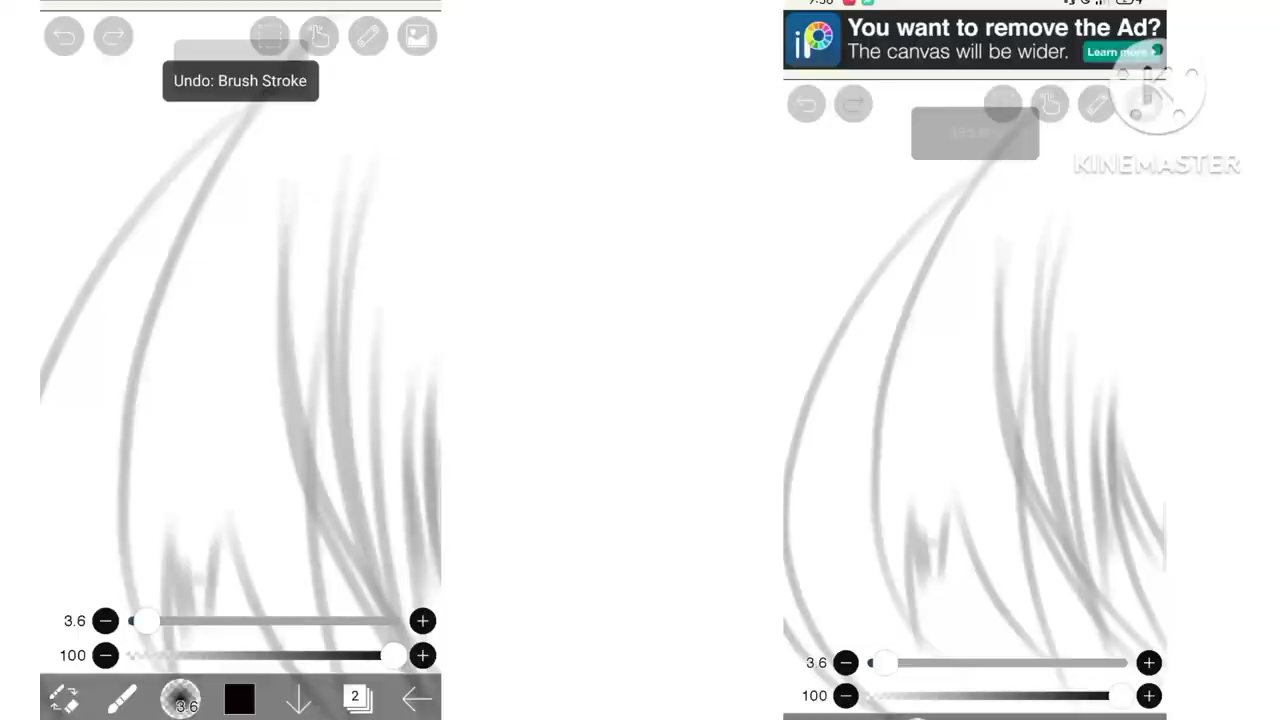 Undo: Brush Stroke
3.6
100
3.6
2
You want to remove the Ad?
The canvas will be wider.
Learn more
KINEMASTER
3.6
100